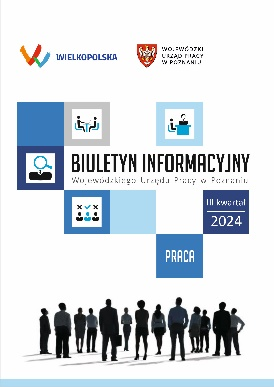 WIELKOPOLSKA
WOJEWÓDZKI
URZĄD PRACY
W POZNANIU
BIULETYN INFORMACYJNY
Wojewódzkiego Urzędu Pracy w Poznaniu
III kwartał
2024
PRACA